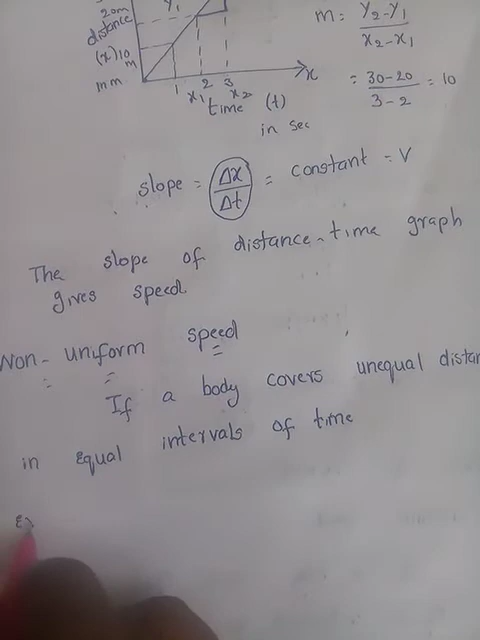 20m
y1
distance
(x) 10
m
mm
1 2 3
x1 x2
x
time (t)
in sec
m = y2-y1
x2-x1
= 30-20 = 10
3-2
slope = Δx = constant = V
Δt
The slope of distance-time graph
gives speed
Non-uniform speed
If a body covers unequal distan
in Equal intervals of time